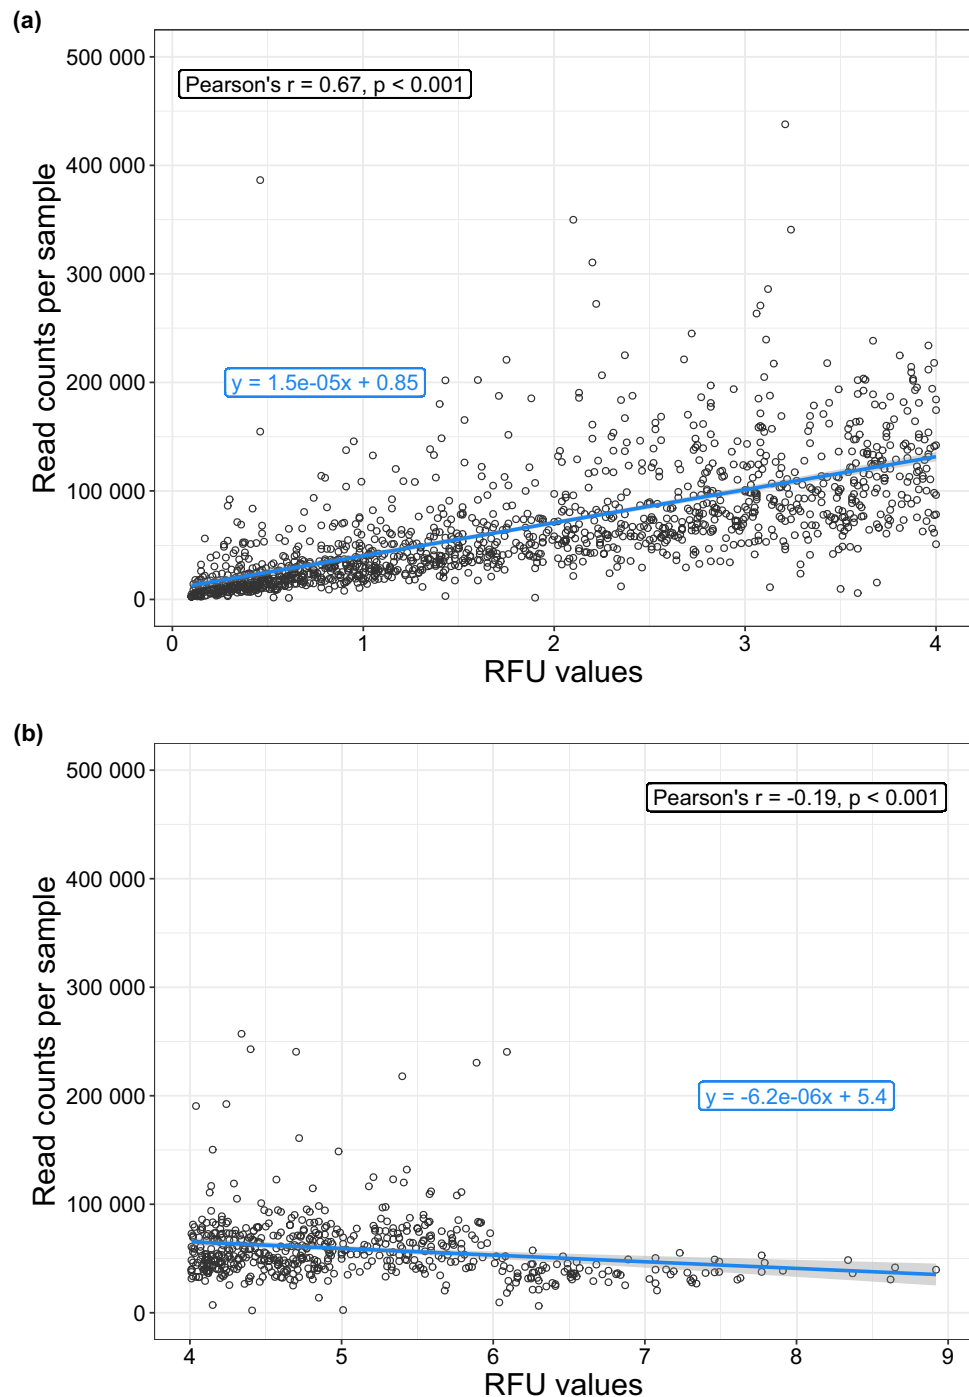 (a)
Read counts per sample
500 000
400 000
300 000
200 000
100 000
0
Pearson's r = 0.67, p < 0.001
y = 1.5e-05x + 0.85
0 1 2 3 4
RFU values
(b)
Read counts per sample
500 000
400 000
300 000
200 000
100 000
0
Pearson's r = -0.19, p < 0.001
y = -6.2e-06x + 5.4
4 5 6 7 8 9
RFU values